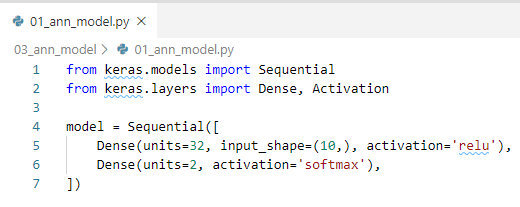 01_ann_model.py ×
03_ann_model > 01_ann_model.py
1 from keras.models import Sequential
2 from keras.layers import Dense, Activation
3
4 model = Sequential([
5     Dense(units=32, input_shape=(10,), activation='relu'),
6     Dense(units=2, activation='softmax'),
7 ])